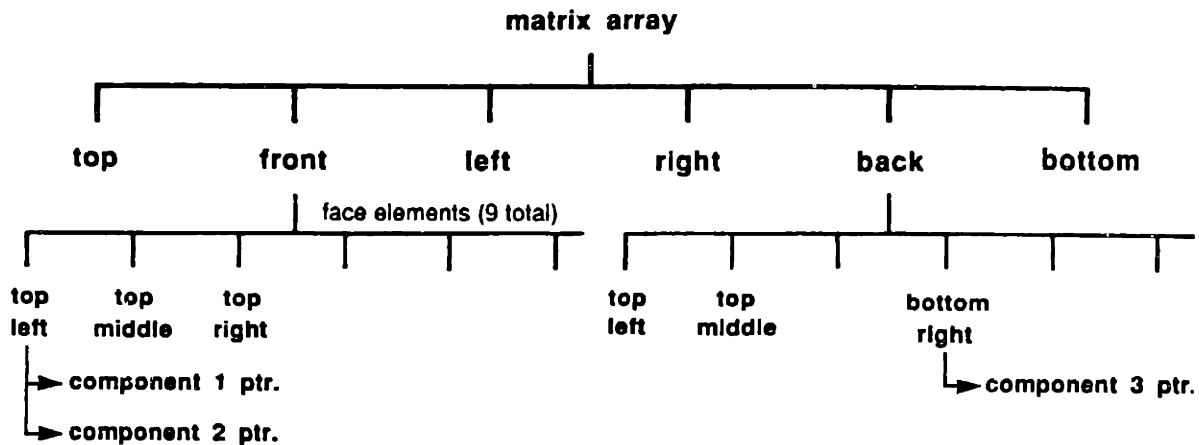 matrix array
top front left right back bottom
face elements (9 total)
top top top top top bottom
left middle right left middle right
component 1 ptr. component 3 ptr.
component 2 ptr.